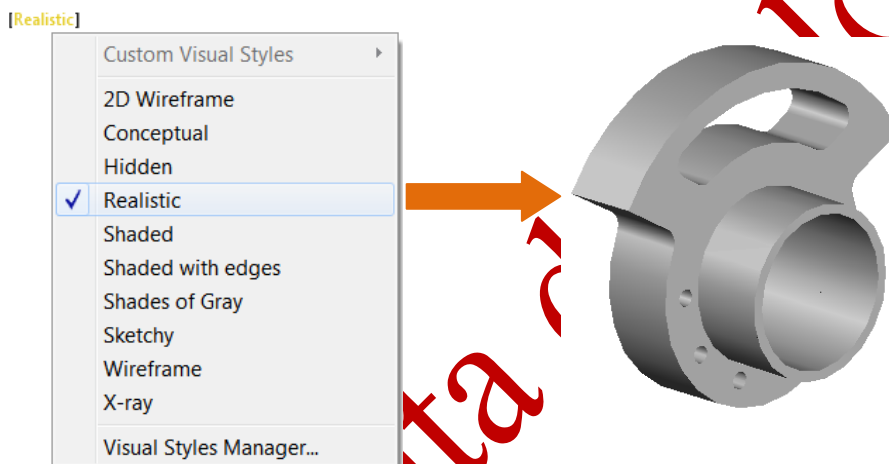 [Realistic]
Custom Visual Styles
2D Wireframe
Conceptual
Hidden
Realistic
Shaded
Shaded with edges
Shades of Gray
Sketchy
Wireframe
X-ray
Visual Styles Manager...